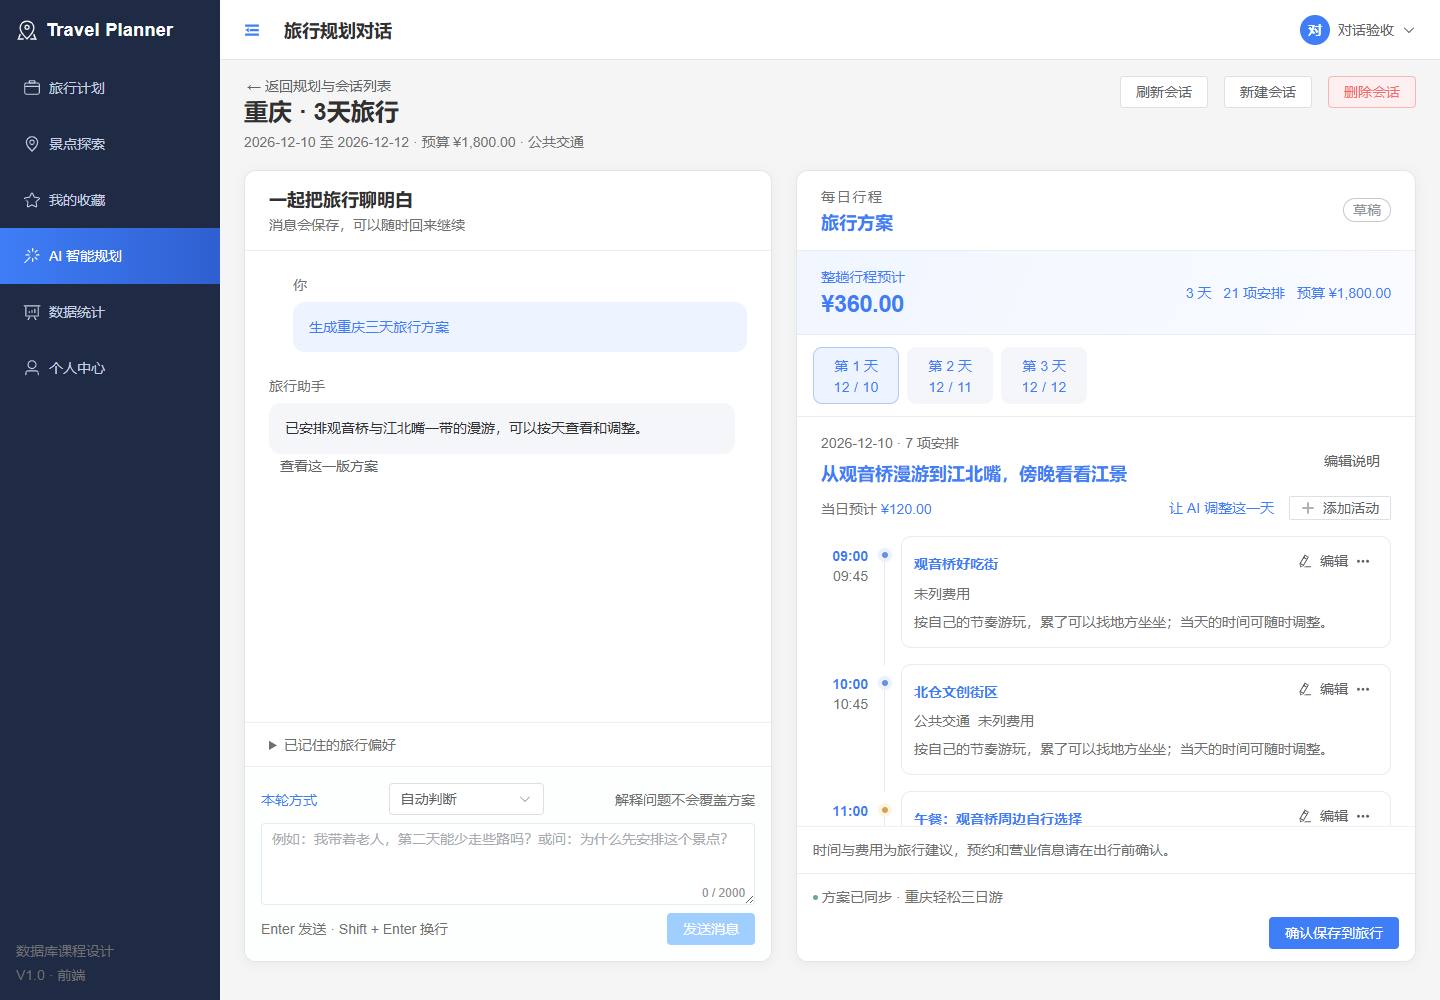 Travel Planner
旅行计划
景点探索
我的收藏
AI 智能规划
数据统计
个人中心
数据库课程设计
V1.0 · 前端
旅行规划对话
对 对话验收
← 返回规划与会话列表
重庆 · 3天旅行
2026-12-10 至 2026-12-12 · 预算 ¥1,800.00 · 公共交通
刷新会话 新建会话 删除会话
一起把旅行聊明白
消息会保存，可以随时回来继续
你
生成重庆三天旅行方案
旅行助手
已安排观音桥与江北嘴一带的漫游，可以按天查看和调整。
查看这一版方案
已记住的旅行偏好
本轮方式 自动判断 解释问题不会覆盖方案
例如：我带着老人，第二天能少走些路吗？或问：为什么先安排这个景点？
0 / 2000
Enter 发送 · Shift + Enter 换行 发送消息
每日行程
旅行方案
草稿
整趟行程预计
¥360.00
3 天 21 项安排 预算 ¥1,800.00
第 1 天 第 2 天 第 3 天
12 / 10 12 / 11 12 / 12
2026-12-10 · 7 项安排
从观音桥漫游到江北嘴，傍晚看看江景
编辑说明
当日预计 ¥120.00 让 AI 调整这一天 添加活动
09:00
09:45
观音桥好吃街 编辑
未列费用
按自己的节奏游玩，累了可以找地方坐坐；当天的时间可随时调整。
10:00
10:45
北仓文创街区 编辑
公共交通 未列费用
按自己的节奏游玩，累了可以找地方坐坐；当天的时间可随时调整。
11:00
午餐：观音桥周边自行选择 编辑
时间与费用为旅行建议，预约和营业信息请在出行前确认。
方案已同步 · 重庆轻松三日游
确认保存到旅行